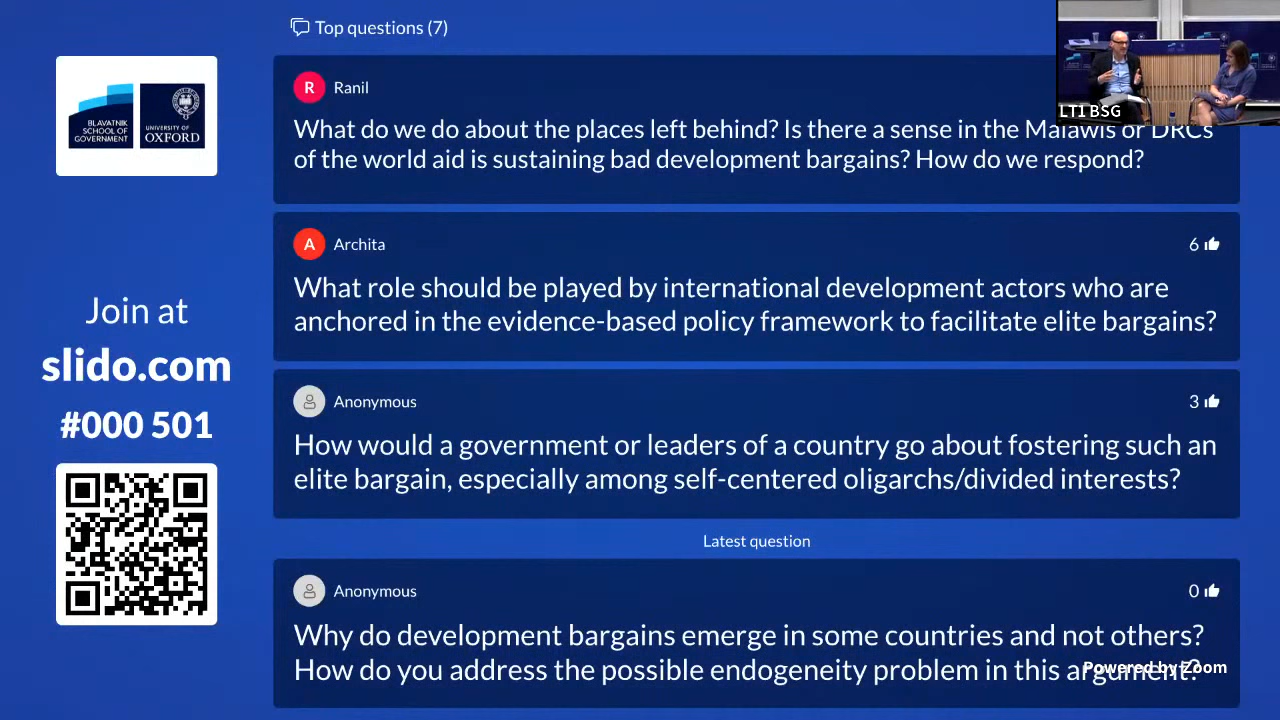 Top questions (7)
BLAVATNIK
SCHOOL OF
GOVERNMENT
UNIVERSITY OF
OXFORD
Join at
slido.com
#000 501
R Ranil
What do we do about the places left behind? Is there a sense in the Malawis or DRCs
of the world aid is sustaining bad development bargains? How do we respond?
A Archita 6
What role should be played by international development actors who are
anchored in the evidence-based policy framework to facilitate elite bargains?
Anonymous 3
How would a government or leaders of a country go about fostering such an
elite bargain, especially among self-centered oligarchs/divided interests?
Latest question
Anonymous 0
Why do development bargains emerge in some countries and not others?
How do you address the possible endogeneity problem in this argument?
LT1 BSG
Powered by Zoom